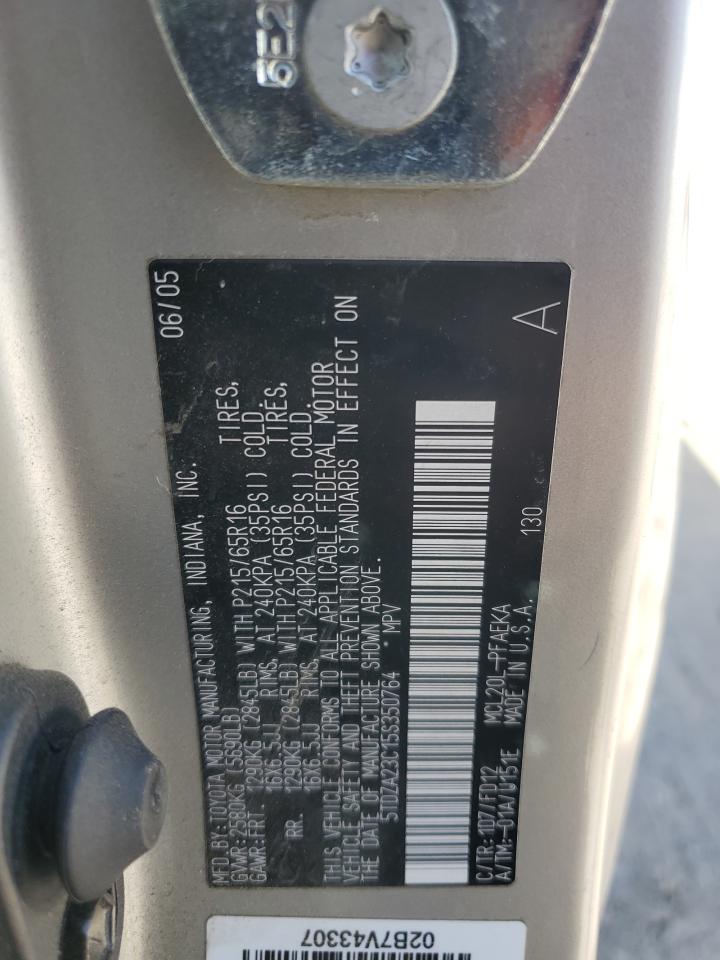 5E2
MFD.BY:TOYOTA MOTOR MANUFACTURING, INDIANA, INC. 06/05
GVWR:2580KG (5690LB)
GAWR:FRT 1290KG (2845LB) WITH P215/65R16 TIRES,
16X6.5JJ RIMS, AT 240KPA (35PSI) COLD.
RR. 1290KG (2845LB) WITH P215/65R16 TIRES,
16X6.5JJ RIMS, AT 240KPA (35PSI) COLD.
THIS VEHICLE CONFORMS TO ALL APPLICABLE FEDERAL MOTOR
VEHICLE SAFETY AND THEFT PREVENTION STANDARDS IN EFFECT ON
THE DATE OF MANUFACTURE SHOWN ABOVE.
5TDZA23C15S350764 * MPV
C/TR:1D7/FD12 MCL20L-PFAEKA 130
A/TM:-01A/U151E MADE IN U.S.A. A
02B7V43307